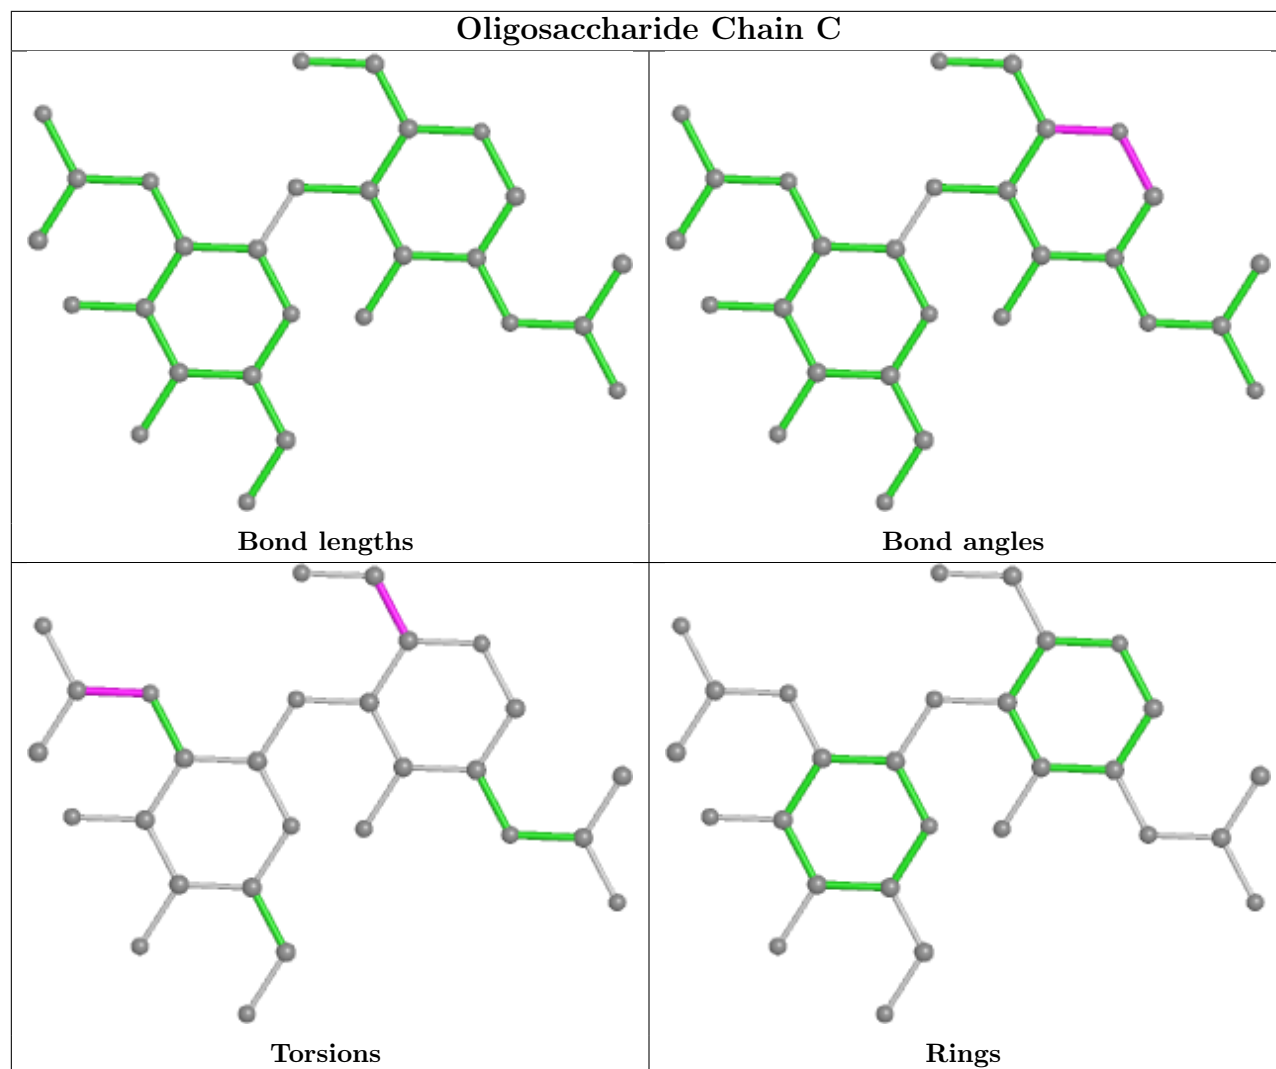 Oligosaccharide Chain C
Bond lengths
Bond angles
Torsions
Rings